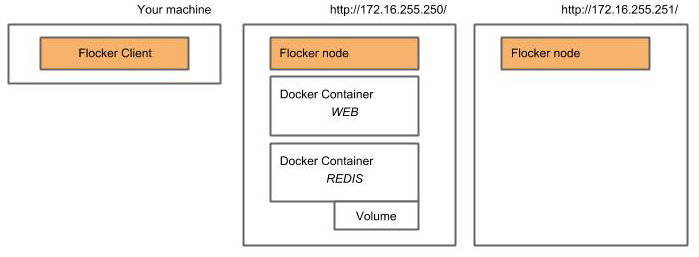 Your machine
http://172.16.255.250/
http://172.16.255.251/
Flocker Client
Flocker node
Flocker node
Docker Container
WEB
Docker Container
REDIS
Volume